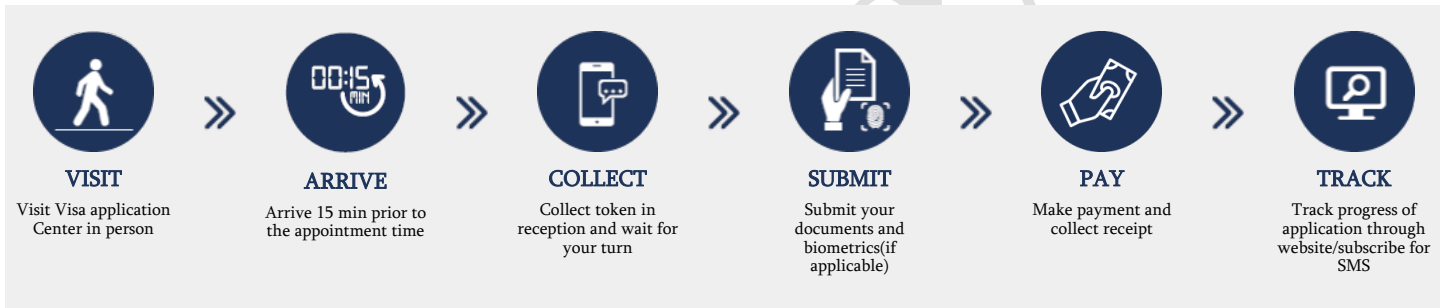 VISIT
Visit Visa application
Center in person
00:15
MIN
ARRIVE
Arrive 15 min prior to
the appointment time
COLLECT
Collect token in
reception and wait for
your turn
SUBMIT
Submit your
documents and
biometrics(if
applicable)
PAY
Make payment and
collect receipt
TRACK
Track progress of
application through
website/subscribe for
SMS